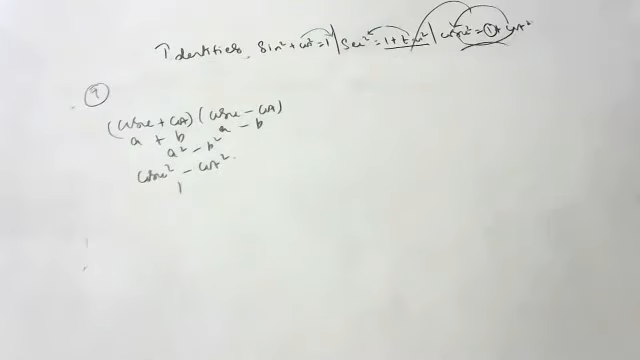 Identities Sin² + cos² = 1 | Sec² = 1 + tan² | cosec² = 1 + cot²
9
(cosec + cot) (cosec - cot)
a + b a - b
a² - b²
cosec² - cot²
1